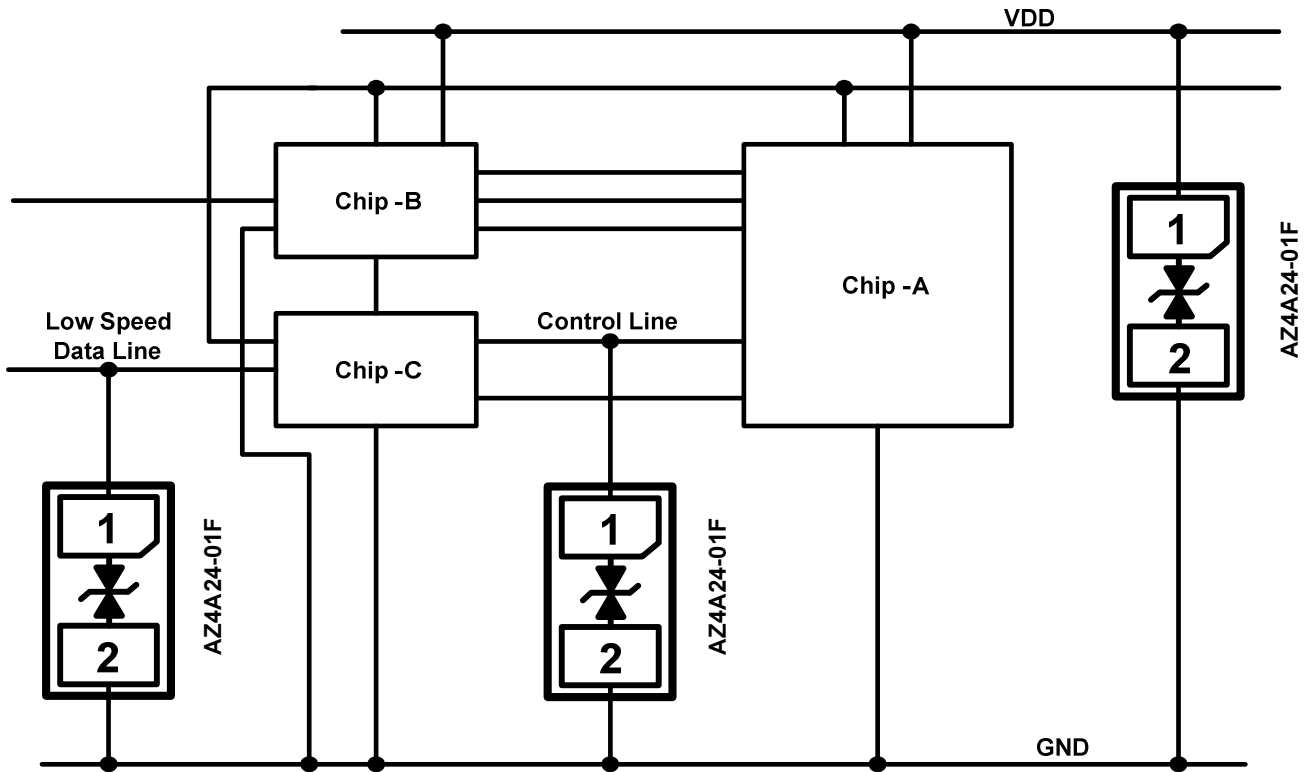 VDD
Chip -B
Chip -A
Low Speed
Data Line
Control Line
Chip -C
1
2
AZ4A24-01F
1
2
AZ4A24-01F
1
2
AZ4A24-01F
GND